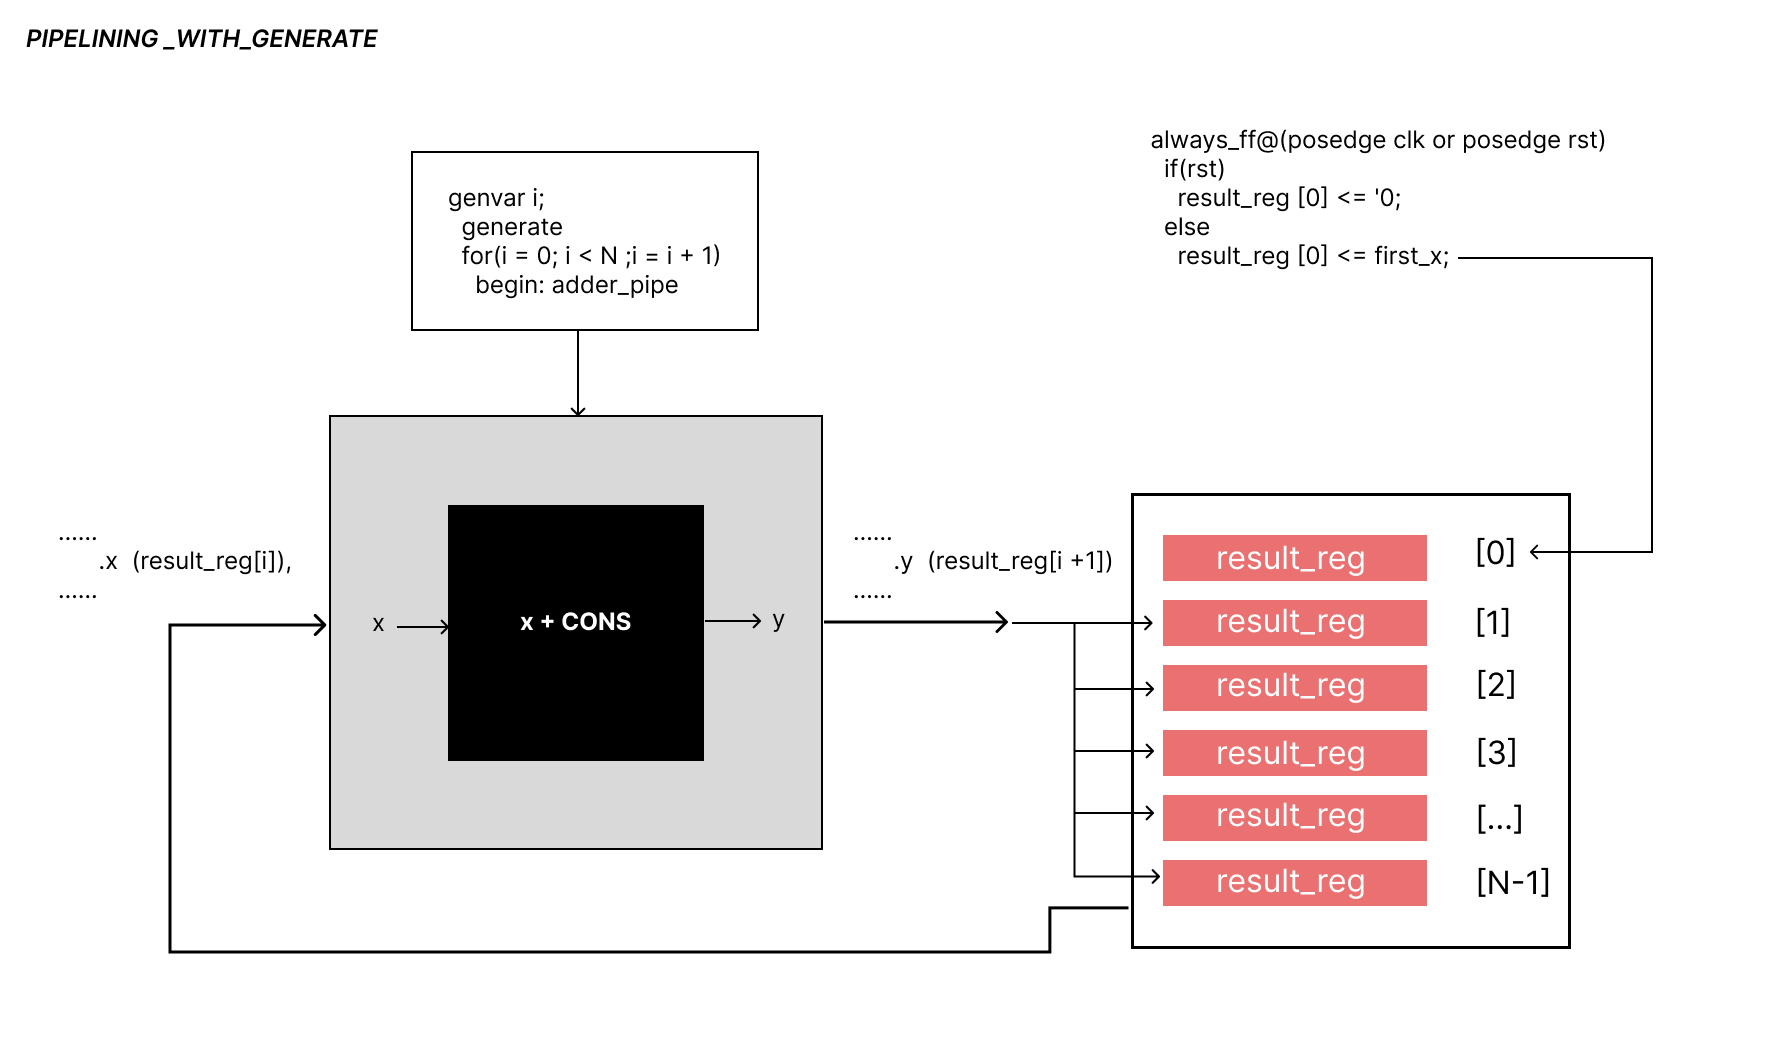 PIPELINING _WITH_GENERATE
genvar i;
generate
for(i = 0; i < N ;i = i + 1)
begin: adder_pipe
always_ff@(posedge clk or posedge rst)
if(rst)
result_reg [0] <= '0;
else
result_reg [0] <= first_x;
......
.x (result_reg[i]),
......
x
x + CONS
y
......
.y (result_reg[i +1])
......
result_reg [0]
result_reg [1]
result_reg [2]
result_reg [3]
result_reg [...]
result_reg [N-1]